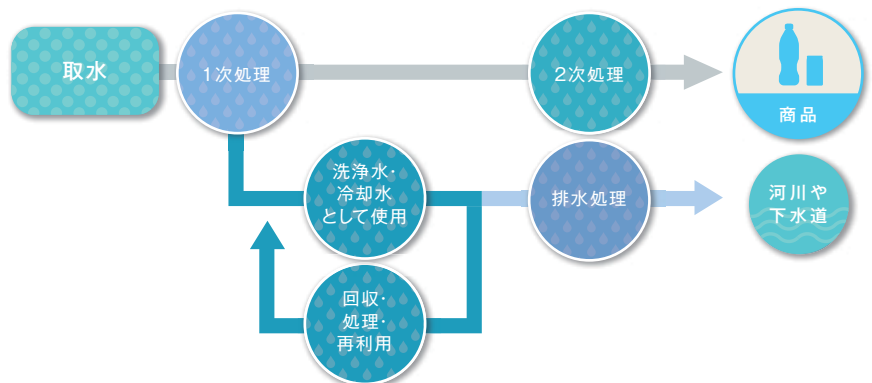 取水
1次処理
2次処理
商品
洗浄水・
冷却水
として使用
排水処理
河川や
下水道
回収・
処理・
再利用